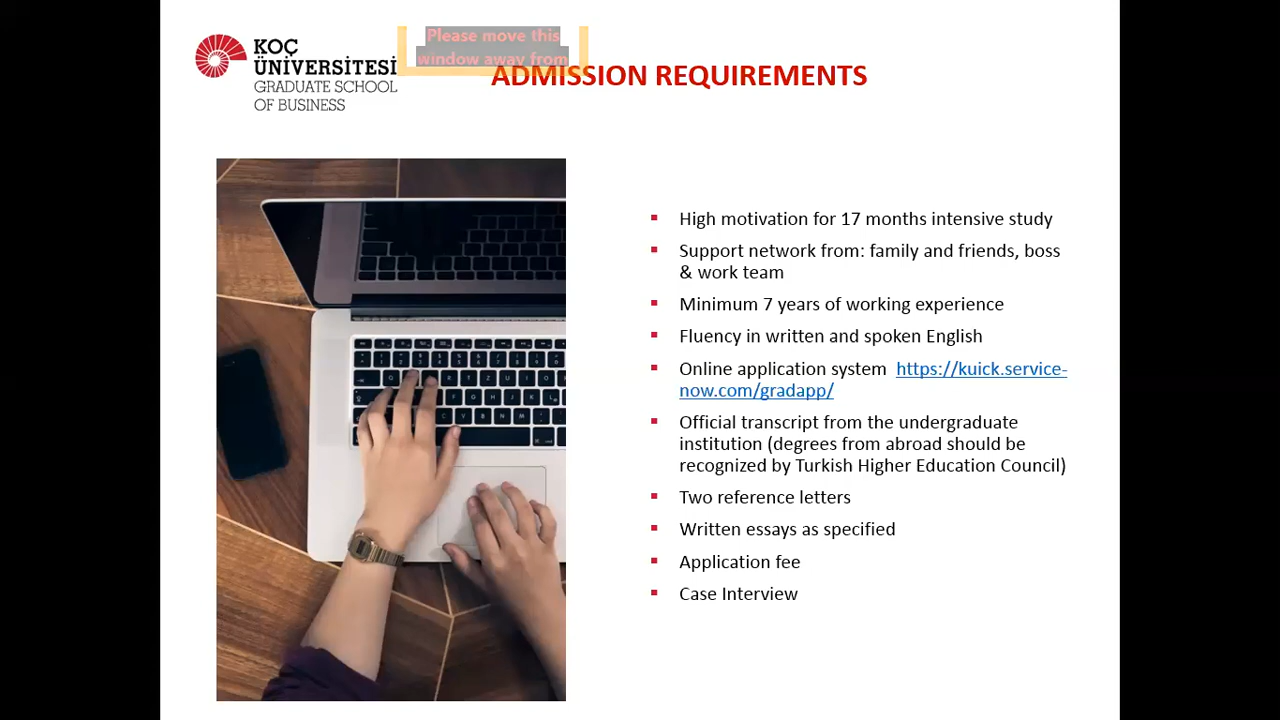 KOÇ
ÜNİVERSİTESİ
GRADUATE SCHOOL
OF BUSINESS
Please move this
window away from
ADMISSION REQUIREMENTS
High motivation for 17 months intensive study
Support network from: family and friends, boss
& work team
Minimum 7 years of working experience
Fluency in written and spoken English
Online application system https://kuick.service-
now.com/gradapp/
Official transcript from the undergraduate
institution (degrees from abroad should be
recognized by Turkish Higher Education Council)
Two reference letters
Written essays as specified
Application fee
Case Interview